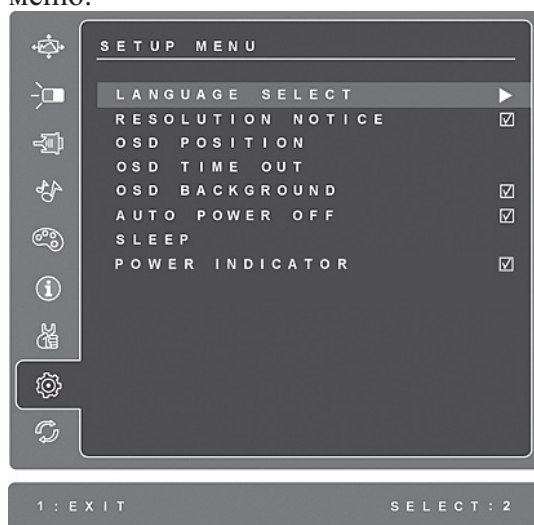 меню.
SETUP MENU
LANGUAGE SELECT
RESOLUTION NOTICE
OSD POSITION
OSD TIME OUT
OSD BACKGROUND
AUTO POWER OFF
SLEEP
POWER INDICATOR
1:EXIT SELECT:2